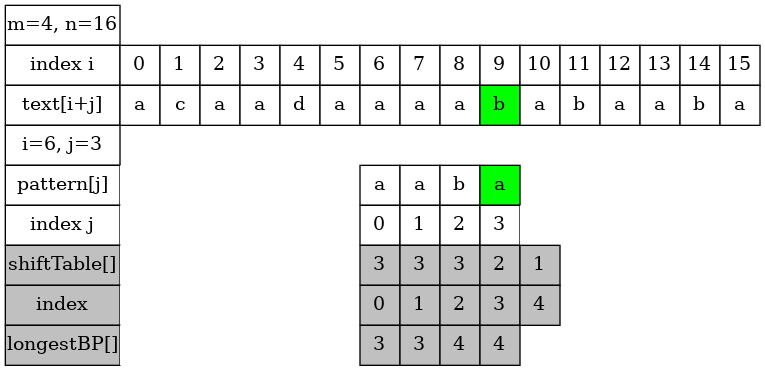 m=4, n=16
index i 0 1 2 3 4 5 6 7 8 9 10 11 12 13 14 15
text[i+j] a c a a d a a a a b a b a a b a
i=6, j=3
pattern[j] a a b a
index j 0 1 2 3
shiftTable[] 3 3 3 2 1
index 0 1 2 3 4
longestBP[] 3 3 4 4